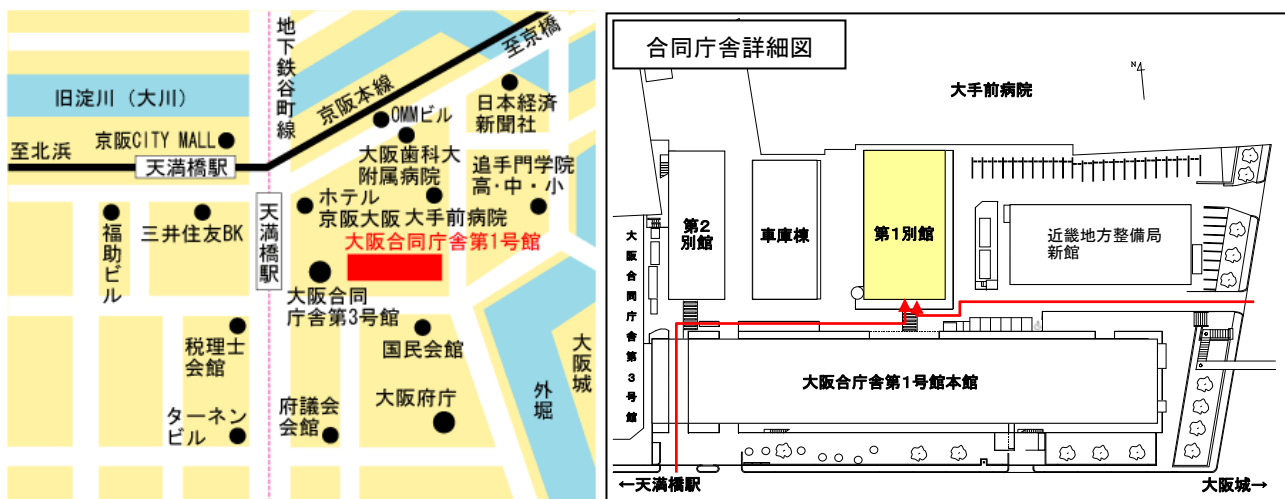 地下鉄谷町線
至京橋
京阪本線
旧淀川（大川）
OMMビル
日本経済
新聞社
京阪CITY MALL
至北浜
天満橋駅
大阪歯科大
附属病院
追手門学院
高・中・小
天満橋駅
ホテル
京阪大阪
大手前病院
福助ビル
三井住友BK
大阪合同庁舎第1号館
大阪合同
庁舎第3号館
税理士
会館
国民会館
大阪城
外堀
ターネン
ビル
府議会
会館
大阪府庁
合同庁舎詳細図
大手前病院
N
第2
別館
車庫棟
第1別館
近畿地方整備局
新館
大阪合同庁舎第3号館
大阪合庁舎第1号館本館
←天満橋駅
大阪城→